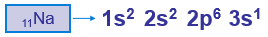 ₁₁Na → 1s² 2s² 2p⁶ 3s¹